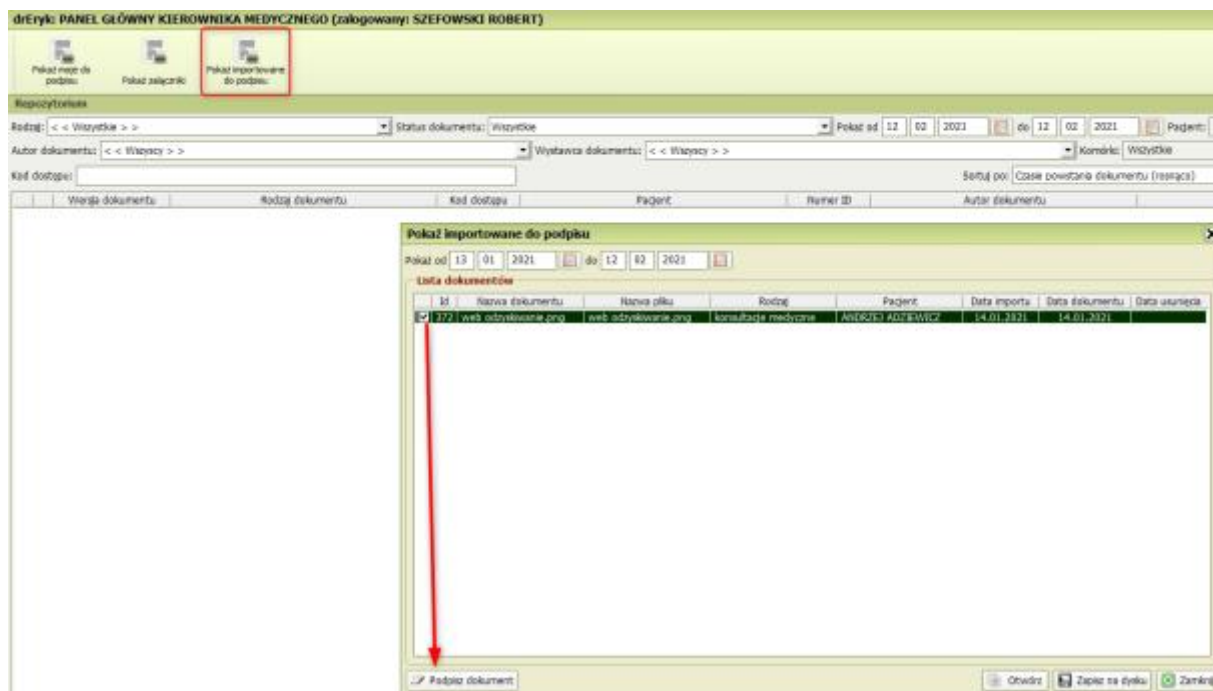 drEryk: PANEL GŁÓWNY KIEROWNIKA MEDYCZNEGO (zalogowany: SZEFOWSKI ROBERT)
Pokaż moje do podpisu
Pokaż załączniki
Pokaż importowane do podpisu
Repozytorium
Rodzaj: < < Wszystkie > > Status dokumentu: Wszystkie Pokaż od 12 02 2021 do 12 02 2021 Pacjent:
Autor dokumentu: < < Wszyscy > > Wystawca dokumentu: < < Wszyscy > > Komórki: Wszystkie
Kod dostępu: Sortuj po: Czasie powstania dokumentu (rosnąco)
Wersja dokumentu Rodzaj dokumentu Kod dostępu Pacjent Numer ID Autor dokumentu
Pokaż importowane do podpisu
Pokaż od 13 01 2021 do 12 02 2021
Lista dokumentów
Id Nazwa dokumentu Nazwa pliku Rodzaj Pacjent Data importu Data dokumentu Data usunięcia
372 web odzyskiwanie.png web odzyskiwanie.png konsultacje medyczne ANDRZEJ ADZIEWICZ 14.01.2021 14.01.2021
Podpisz dokument Otwórz Zapisz na dysku Zamknij